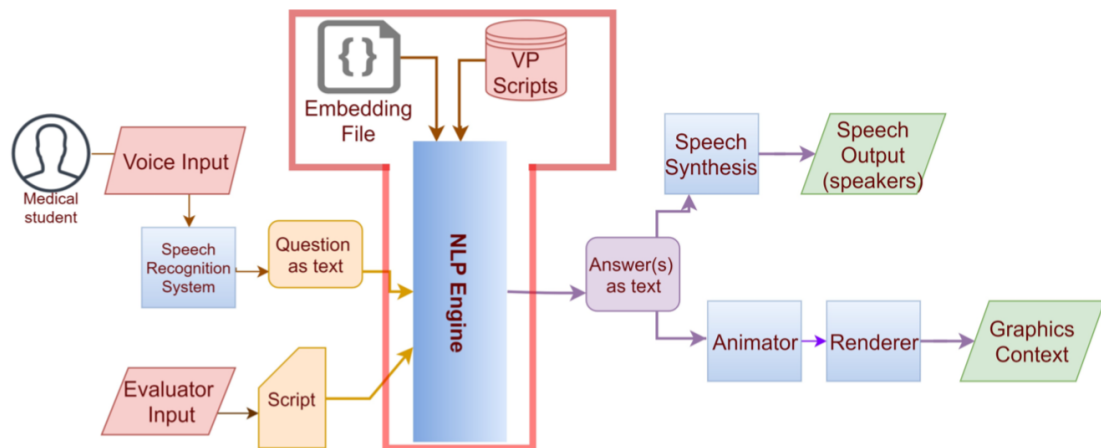 { }
Embedding
File
VP
Scripts
Medical
student
Voice Input
Speech
Recognition
System
Question
as text
Evaluator
Input
Script
NLP Engine
Answer(s)
as text
Speech
Synthesis
Speech
Output
(speakers)
Animator
Renderer
Graphics
Context